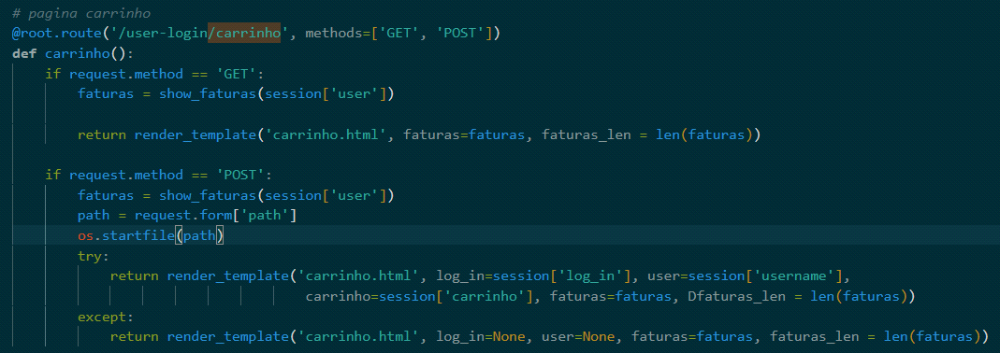 # pagina carrinho
@root.route('/user-login/carrinho', methods=['GET', 'POST'])
def carrinho():
    if request.method == 'GET':
        faturas = show_faturas(session['user'])
        return render_template('carrinho.html', faturas=faturas, faturas_len = len(faturas))
    if request.method == 'POST':
        faturas = show_faturas(session['user'])
        path = request.form['path']
        os.startfile(path)
        try:
            return render_template('carrinho.html', log_in=session['log_in'], user=session['username'],
                                    carrinho=session['carrinho'], faturas=faturas, Dfaturas_len = len(faturas))
        except:
            return render_template('carrinho.html', log_in=None, user=None, faturas=faturas, faturas_len = len(faturas))